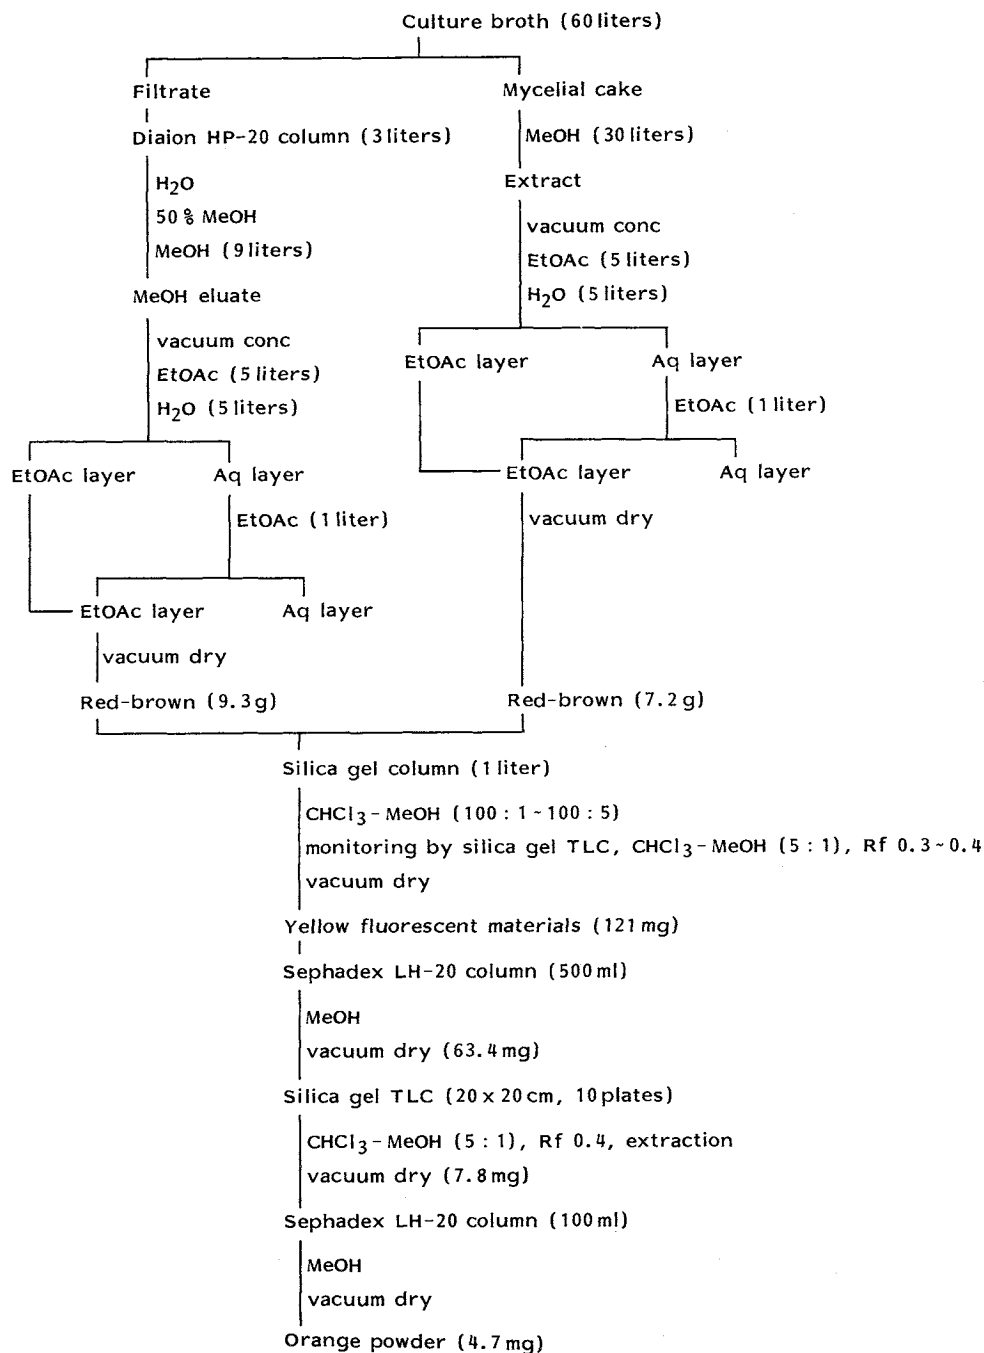 Culture broth (60 liters)
Filtrate
Diaion HP-20 column (3 liters)
H2O
50 % MeOH
MeOH (9 liters)
MeOH eluate
vacuum conc
EtOAc (5 liters)
H2O (5 liters)
EtOAc layer
Aq layer
EtOAc (1 liter)
EtOAc layer
Aq layer
vacuum dry
Red-brown (9.3 g)
Mycelial cake
MeOH (30 liters)
Extract
vacuum conc
EtOAc (5 liters)
H2O (5 liters)
EtOAc layer
Aq layer
EtOAc (1 liter)
EtOAc layer
Aq layer
vacuum dry
Red-brown (7.2 g)
Silica gel column (1 liter)
CHCl3 - MeOH (100 : 1 ~ 100 : 5)
monitoring by silica gel TLC, CHCl3 - MeOH (5 : 1), Rf 0.3 ~ 0.4
vacuum dry
Yellow fluorescent materials (121 mg)
Sephadex LH-20 column (500 ml)
MeOH
vacuum dry (63.4 mg)
Silica gel TLC (20 x 20 cm, 10 plates)
CHCl3 - MeOH (5 : 1), Rf 0.4, extraction
vacuum dry (7.8 mg)
Sephadex LH-20 column (100 ml)
MeOH
vacuum dry
Orange powder (4.7 mg)